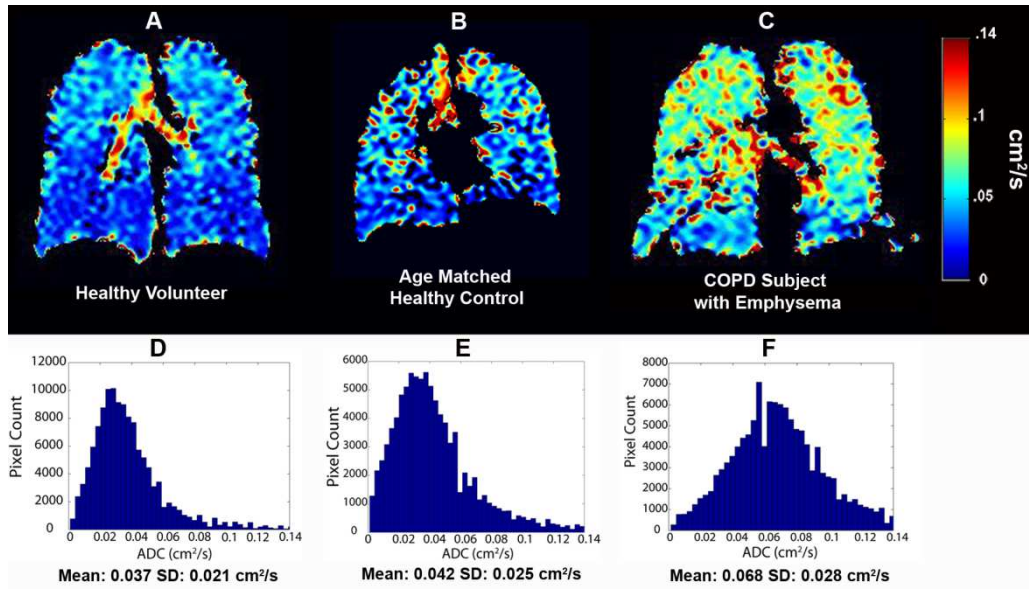 A
B
C
.14
.1
.05
0
cm²/s
Healthy Volunteer
Age Matched
Healthy Control
COPD Subject
with Emphysema
D
12000
10000
8000
6000
4000
2000
0
Pixel Count
0 0.02 0.04 0.06 0.08 0.1 0.12 0.14
ADC (cm²/s)
Mean: 0.037 SD: 0.021 cm²/s
E
6000
5000
4000
3000
2000
1000
0
Pixel Count
0 0.02 0.04 0.06 0.08 0.1 0.12 0.14
ADC (cm²/s)
Mean: 0.042 SD: 0.025 cm²/s
F
8000
7000
6000
5000
4000
3000
2000
1000
0
Pixel Count
0 0.02 0.04 0.06 0.08 0.1 0.12 0.14
ADC (cm²/s)
Mean: 0.068 SD: 0.028 cm²/s